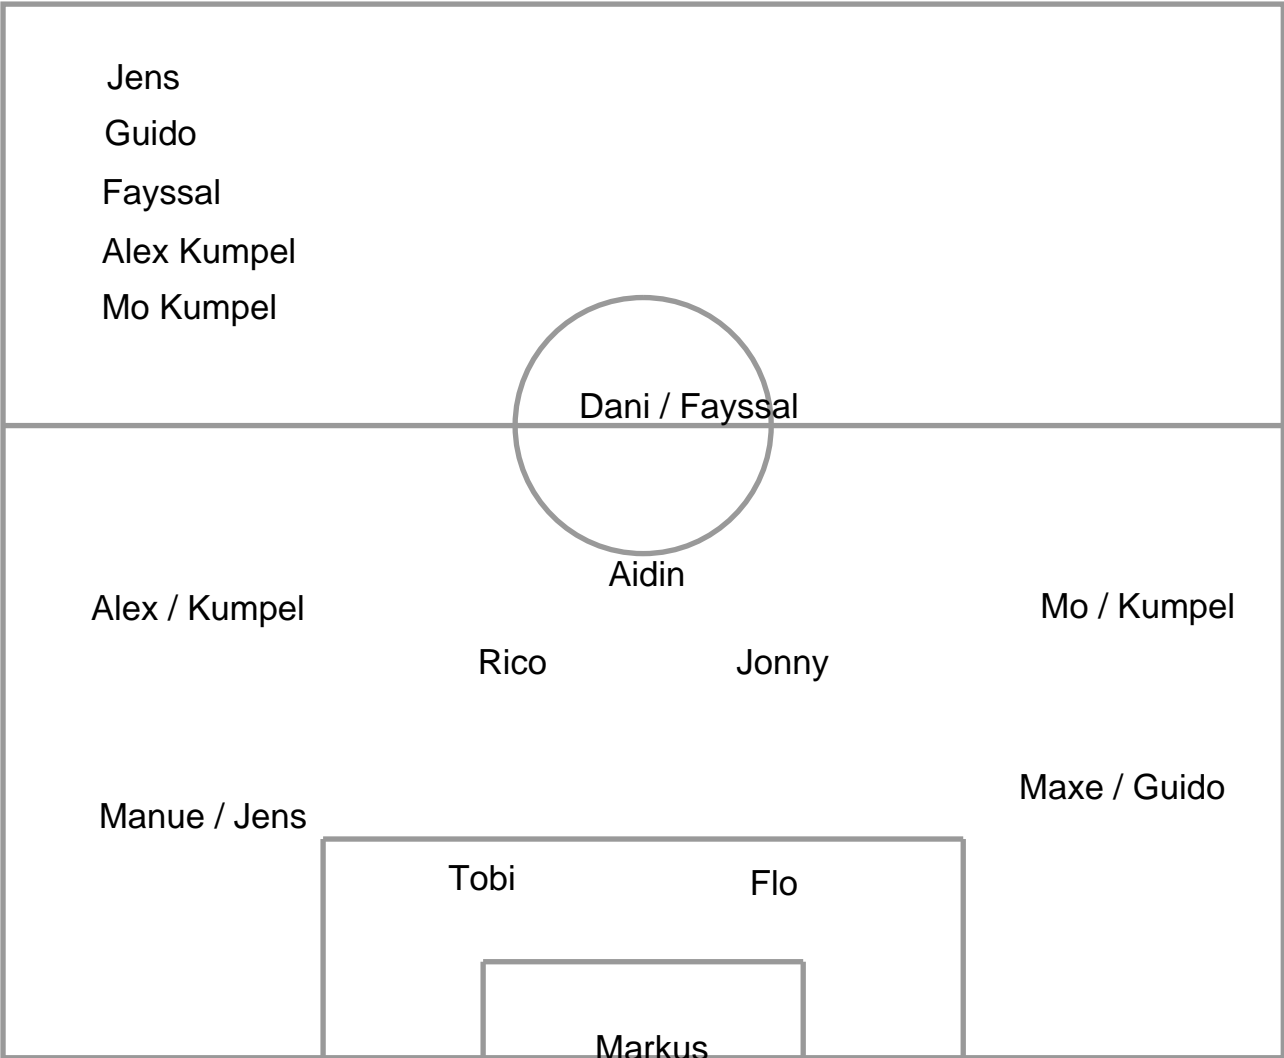 Jens
Guido
Fayssal
Alex Kumpel
Mo Kumpel
Dani / Fayssal
Aidin
Alex / Kumpel
Mo / Kumpel
Rico
Jonny
Maxe / Guido
Manue / Jens
Tobi
Flo
Markus